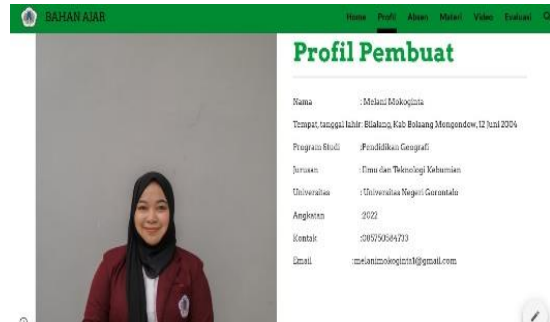 BAHAN AJAR
Home Profil Absen Materi Video Evaluasi
Profil Pembuat
Nama : Melani Mokoginta
Tempat, tanggal lahir: Bilalang, Kab Bolaang Mongondow, 12 Juni 2004
Program Studi :Pendidikan Geografi
Jurusan : Ilmu dan Teknologi Kebumian
Universitas : Universitas Negeri Gorontalo
Angkatan :2022
Kontak :085750584733
Email :melanimokoginta1@gmail.com